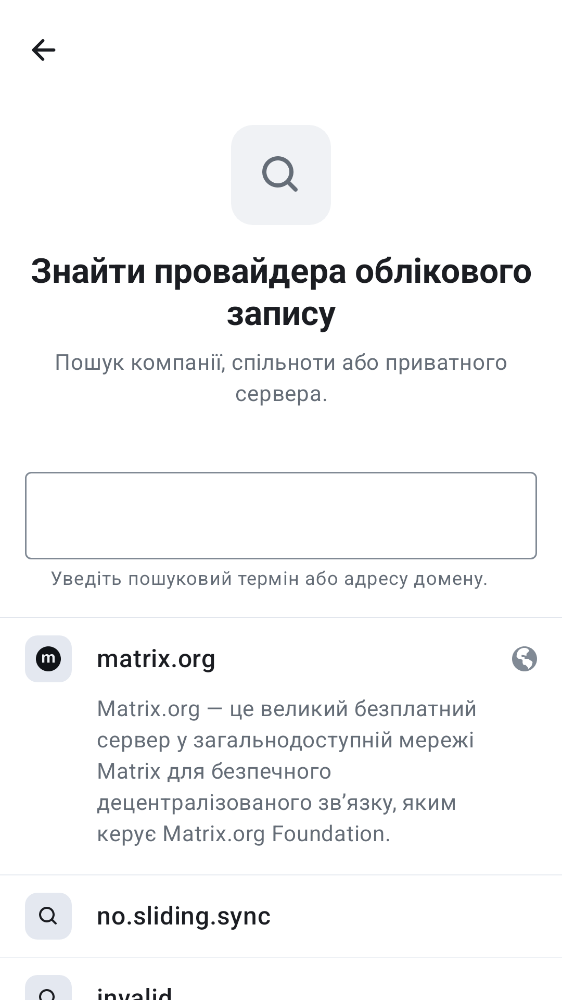 Знайти провайдера облікового
запису
Пошук компанії, спільноти або приватного
сервера.
Уведіть пошуковий термін або адресу домену.
m
matrix.org
Matrix.org — це великий безплатний
сервер у загальнодоступній мережі
Matrix для безпечного
децентралізованого зв’язку, яким
керує Matrix.org Foundation.
no.sliding.sync
invalid